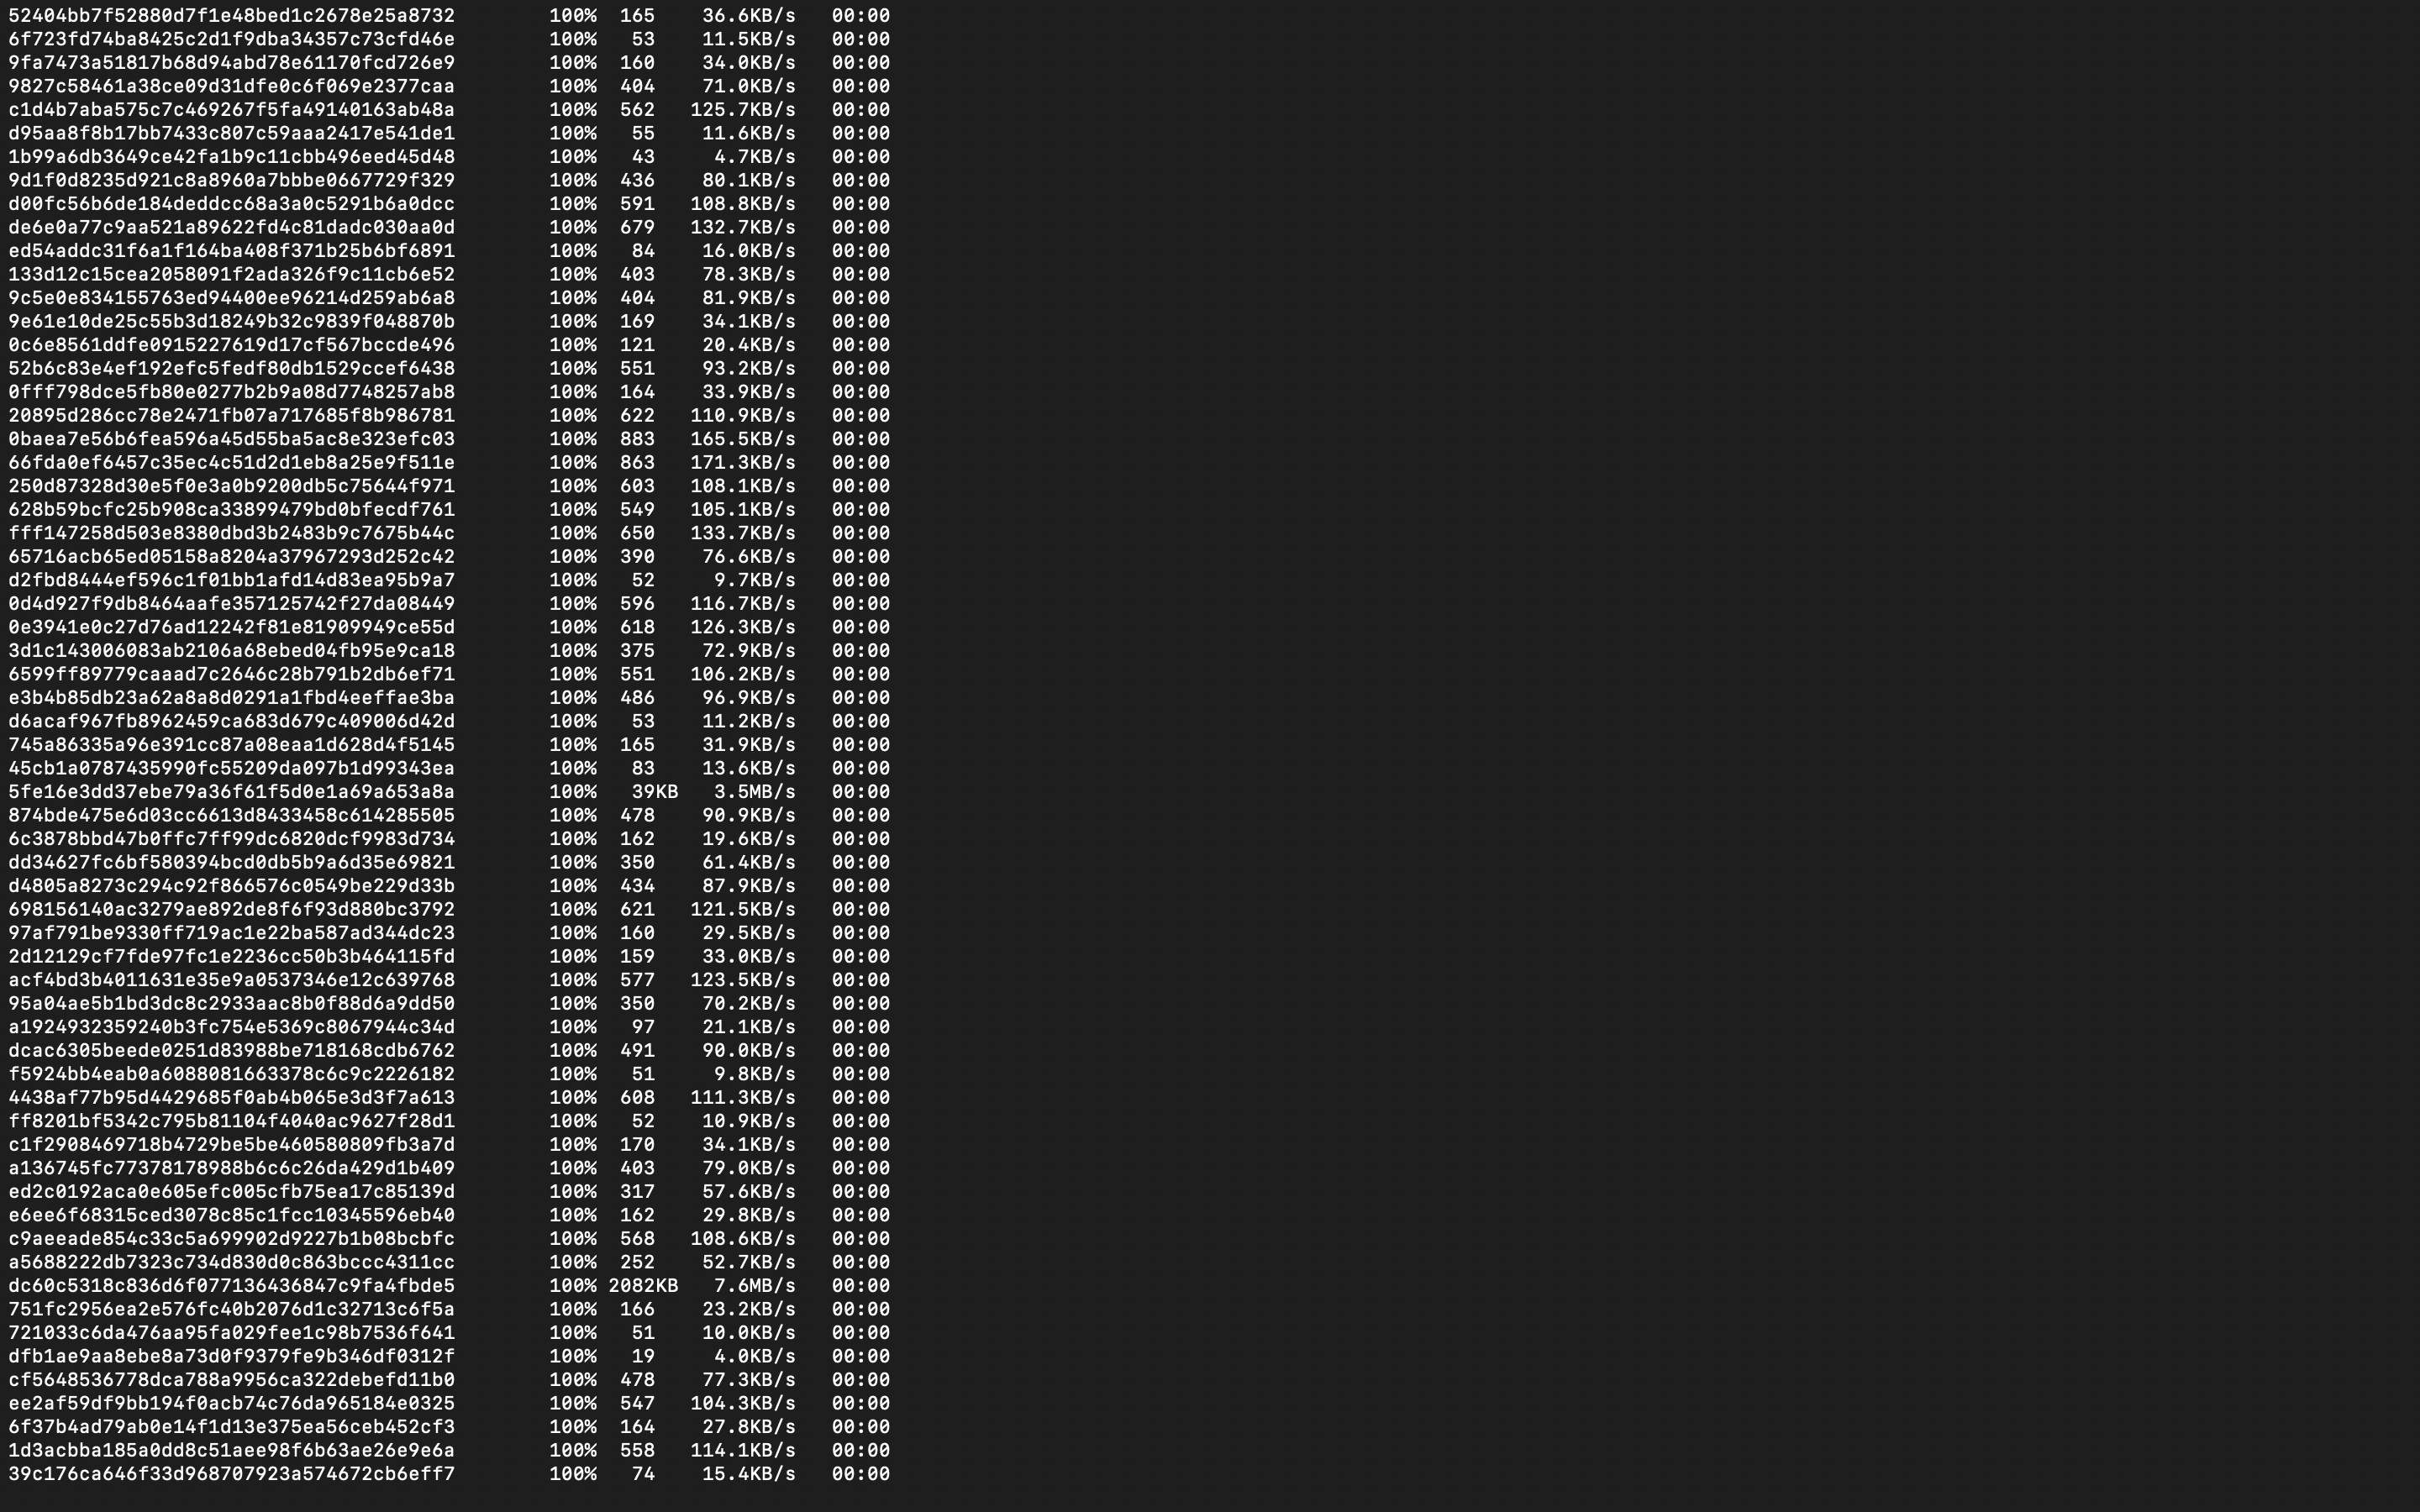 52404bb7f52880d7f1e48bed1c2678e25a8732 100% 165 36.6KB/s 00:00
6f723fd74ba8425c2d1f9dba34357c73cfd46e 100% 53 11.5KB/s 00:00
9fa7473a51817b68d94abd78e61170fcd726e9 100% 160 34.0KB/s 00:00
9827c58461a38ce09d31dfe0c6f069e2377caa 100% 404 71.0KB/s 00:00
c1d4b7aba575c7c469267f5fa49140163ab48a 100% 562 125.7KB/s 00:00
d95aa8f8b17bb7433c807c59aaa2417e541de1 100% 55 11.6KB/s 00:00
1b99a6db3649ce42fa1b9c11cbb496eed45d48 100% 43 4.7KB/s 00:00
9d1f0d8235d921c8a8960a7bbbe0667729f329 100% 436 80.1KB/s 00:00
d00fc56b6de184deddcc68a3a0c5291b6a0dcc 100% 591 108.8KB/s 00:00
de6e0a77c9aa521a89622fd4c81dadc030aa0d 100% 679 132.7KB/s 00:00
ed54addc31f6a1f164ba408f371b25b6bf6891 100% 84 16.0KB/s 00:00
133d12c15cea2058091f2ada326f9c11cb6e52 100% 403 78.3KB/s 00:00
9c5e0e834155763ed94400ee96214d259ab6a8 100% 404 81.9KB/s 00:00
9e61e10de25c55b3d18249b32c9839f048870b 100% 169 34.1KB/s 00:00
0c6e8561ddfe0915227619d17cf567bccde496 100% 121 20.4KB/s 00:00
52b6c83e4ef192efc5fedf80db1529ccef6438 100% 551 93.2KB/s 00:00
0fff798dce5fb80e0277b2b9a08d7748257ab8 100% 164 33.9KB/s 00:00
20895d286cc78e2471fb07a717685f8b986781 100% 622 110.9KB/s 00:00
0baea7e56b6fea596a45d55ba5ac8e323efc03 100% 883 165.5KB/s 00:00
66fda0ef6457c35ec4c51d2d1eb8a25e9f511e 100% 863 171.3KB/s 00:00
250d87328d30e5f0e3a0b9200db5c75644f971 100% 603 108.1KB/s 00:00
628b59bcfc25b908ca33899479bd0bfecdf761 100% 549 105.1KB/s 00:00
fff147258d503e8380dbd3b2483b9c7675b44c 100% 650 133.7KB/s 00:00
65716acb65ed05158a8204a37967293d252c42 100% 390 76.6KB/s 00:00
d2fbd8444ef596c1f01bb1afd14d83ea95b9a7 100% 52 9.7KB/s 00:00
0d4d927f9db8464aafe357125742f27da08449 100% 596 116.7KB/s 00:00
0e3941e0c27d76ad12242f81e81909949ce55d 100% 618 126.3KB/s 00:00
3d1c143006083ab2106a68ebed04fb95e9ca18 100% 375 72.9KB/s 00:00
6599ff89779caaad7c2646c28b791b2db6ef71 100% 551 106.2KB/s 00:00
e3b4b85db23a62a8a8d0291a1fbd4eeffae3ba 100% 486 96.9KB/s 00:00
d6acaf967fb8962459ca683d679c409006d42d 100% 53 11.2KB/s 00:00
745a86335a96e391cc87a08eaa1d628d4f5145 100% 165 31.9KB/s 00:00
45cb1a0787435990fc55209da097b1d99343ea 100% 83 13.6KB/s 00:00
5fe16e3dd37ebe79a36f61f5d0e1a69a653a8a 100% 39KB 3.5MB/s 00:00
874bde475e6d03cc6613d8433458c614285505 100% 478 90.9KB/s 00:00
6c3878bbd47b0ffc7ff99dc6820dcf9983d734 100% 162 19.6KB/s 00:00
dd34627fc6bf580394bcd0db5b9a6d35e69821 100% 350 61.4KB/s 00:00
d4805a8273c294c92f866576c0549be229d33b 100% 434 87.9KB/s 00:00
698156140ac3279ae892de8f6f93d880bc3792 100% 621 121.5KB/s 00:00
97af791be9330ff719ac1e22ba587ad344dc23 100% 160 29.5KB/s 00:00
2d12129cf7fde97fc1e2236cc50b3b464115fd 100% 159 33.0KB/s 00:00
acf4bd3b4011631e35e9a0537346e12c639768 100% 577 123.5KB/s 00:00
95a04ae5b1bd3dc8c2933aac8b0f88d6a9dd50 100% 350 70.2KB/s 00:00
a1924932359240b3fc754e5369c8067944c34d 100% 97 21.1KB/s 00:00
dcac6305beede0251d83988be718168cdb6762 100% 491 90.0KB/s 00:00
f5924bb4eab0a6088081663378c6c9c2226182 100% 51 9.8KB/s 00:00
4438af77b95d4429685f0ab4b065e3d3f7a613 100% 608 111.3KB/s 00:00
ff8201bf5342c795b81104f4040ac9627f28d1 100% 52 10.9KB/s 00:00
c1f2908469718b4729be5be460580809fb3a7d 100% 170 34.1KB/s 00:00
a136745fc77378178988b6c6c26da429d1b409 100% 403 79.0KB/s 00:00
ed2c0192aca0e605efc005cfb75ea17c85139d 100% 317 57.6KB/s 00:00
e6ee6f68315ced3078c85c1fcc10345596eb40 100% 162 29.8KB/s 00:00
c9aeeade854c33c5a699902d9227b1b08bcbfc 100% 568 108.6KB/s 00:00
a5688222db7323c734d830d0c863bccc4311cc 100% 252 52.7KB/s 00:00
dc60c5318c836d6f077136436847c9fa4fbde5 100% 2082KB 7.6MB/s 00:00
751fc2956ea2e576fc40b2076d1c32713c6f5a 100% 166 23.2KB/s 00:00
721033c6da476aa95fa029fee1c98b7536f641 100% 51 10.0KB/s 00:00
dfb1ae9aa8ebe8a73d0f9379fe9b346df0312f 100% 19 4.0KB/s 00:00
cf5648536778dca788a9956ca322debefd11b0 100% 478 77.3KB/s 00:00
ee2af59df9bb194f0acb74c76da965184e0325 100% 547 104.3KB/s 00:00
6f37b4ad79ab0e14f1d13e375ea56ceb452cf3 100% 164 27.8KB/s 00:00
1d3acbba185a0dd8c51aee98f6b63ae26e9e6a 100% 558 114.1KB/s 00:00
39c176ca646f33d968707923a574672cb6eff7 100% 74 15.4KB/s 00:00